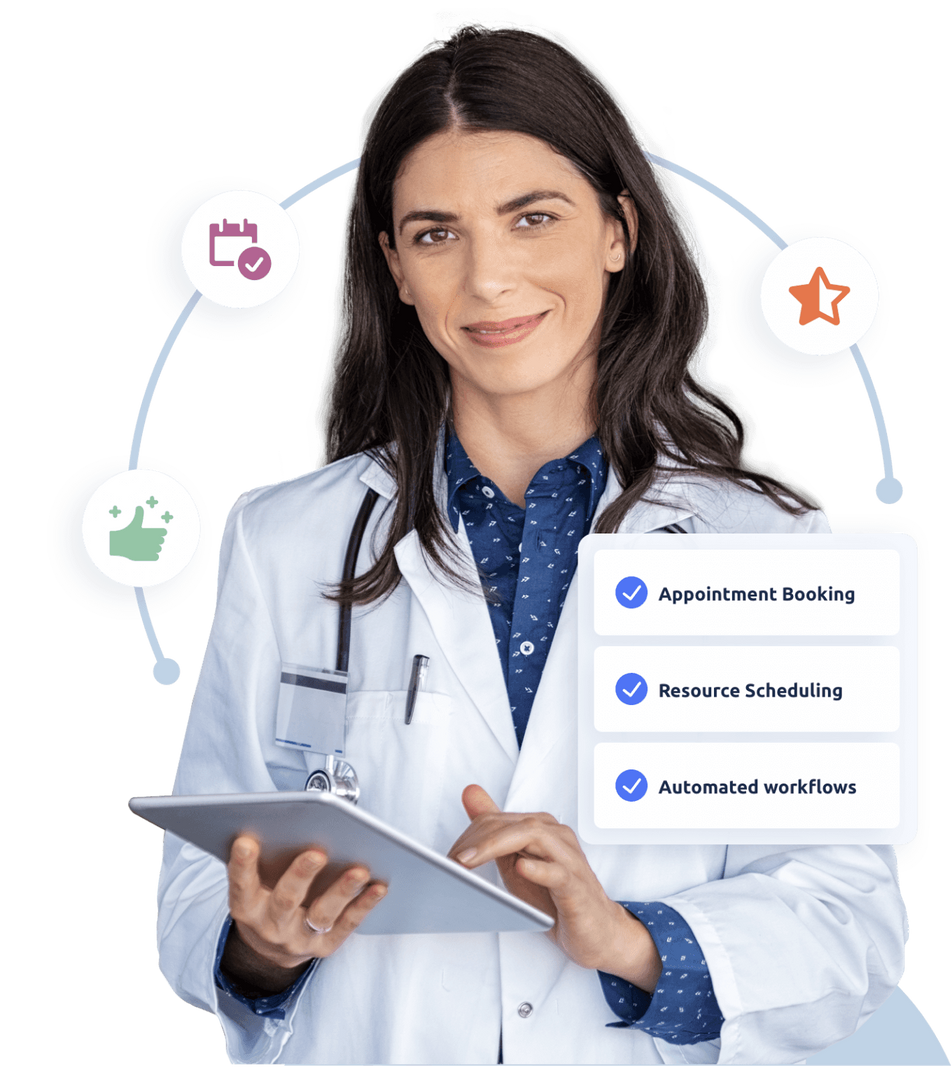 Appointment Booking
Resource Scheduling
Automated workflows